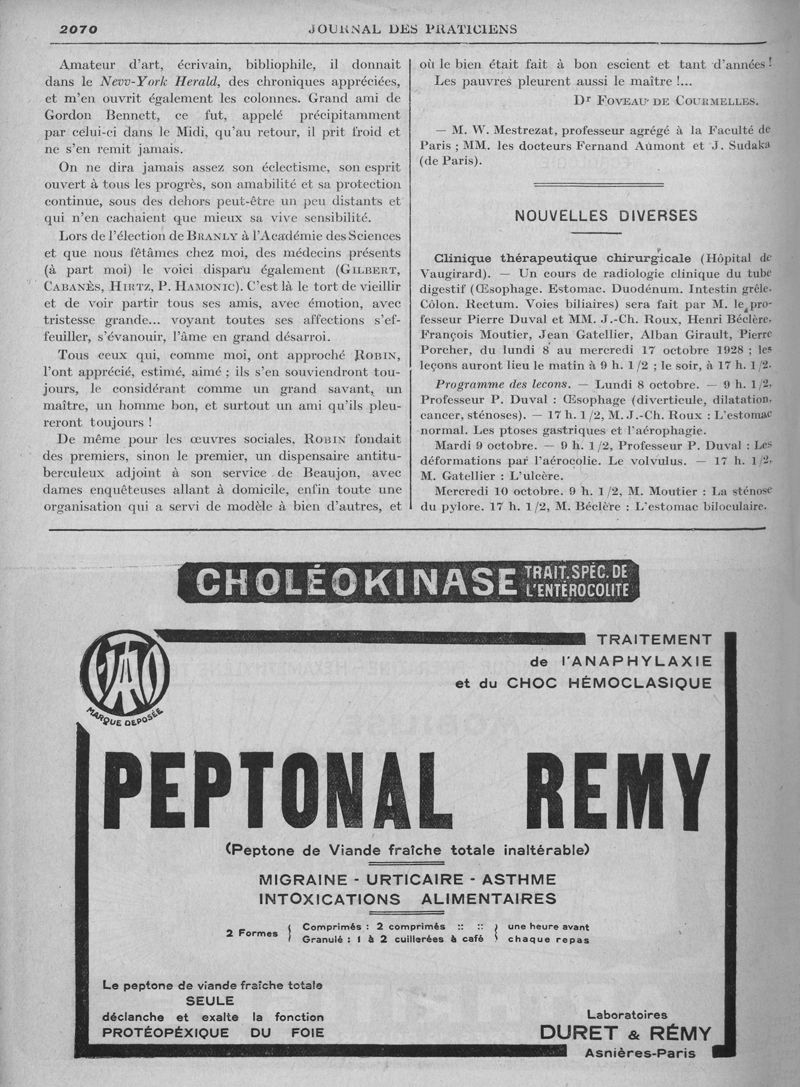 2070
JOURNAL DES PRATICIENS
Amateur d'art, écrivain, bibliophile, il donnait
dans le Nevv-York Herald, des chroniques appréciées,
et m'en ouvrit également les colonnes. Grand ami de
Gordon Bennett, ce fut, appelé précipitamment
par celui-ci dans le Midi, qu'au retour, il prit froid et
ne s'en remit jamais.
On ne dira jamais assez son éclectisme, son esprit
ouvert à tous les progrès, son amabilité et sa protection
continue, sous des dehors peut-être un peu distants et
qui n'en cachaient que mieux sa vive sensibilité.
Lors de l'élection de BRANLY à l'Académie des Sciences
et que nous fêtâmes chez moi, des médecins présents
(à part moi) le voici disparu également (GILBERT,
CABANÈS, HIRTZ, P. HAMONIC). C'est là le tort de vieillir
et de voir partir tous ses amis, avec émotion, avec
tristesse grande... voyant toutes ses affections s'ef-
feuiller, s'évanouir, l'âme en grand désarroi.
Tous ceux qui, comme moi, ont approché ROBIN,
l'ont apprécié, estimé, aimé ; ils s'en souviendront tou-
jours, le considérant comme un grand savant, un
maître, un homme bon, et surtout un ami qu'ils pleu-
reront toujours !
De même pour les œuvres sociales, ROBIN fondait
des premiers, sinon le premier, un dispensaire antitu-
berculeux adjoint à son service de Beaujon, avec
dames enquêteuses allant à domicile, enfin toute une
organisation qui a servi de modèle à bien d'autres, et
où le bien était fait à bon escient et tant d'années !
Les pauvres pleurent aussi le maître !...
Dr FOVEAU DE COURMELLES.
— M. W. Mestrezat, professeur agrégé à la Faculté de
Paris ; MM. les docteurs Fernand Aumont et J. Sudaka
(de Paris).
NOUVELLES DIVERSES
Clinique thérapeutique chirurgicale (Hôpital de
Vaugirard). — Un cours de radiologie clinique du tube
digestif (Œsophage. Estomac. Duodénum. Intestin grêle.
Côlon. Rectum. Voies biliaires) sera fait par M. le pro-
fesseur Pierre Duval et MM. J.-Ch. Roux, Henri Béclère,
François Moutier, Jean Gatellier, Alban Girault, Pierre
Porcher, du lundi 8 au mercredi 17 octobre 1928 ; les
leçons auront lieu le matin à 9 h. 1/2 ; le soir, à 17 h. 1/2.
Programme des lecons. — Lundi 8 octobre. — 9 h. 1/2,
Professeur P. Duval : Œsophage (diverticule, dilatation,
cancer, sténoses). — 17 h. 1/2, M. J.-Ch. Roux : L'estomac
normal. Les ptoses gastriques et l'aérophagie.
Mardi 9 octobre. — 9 h. 1/2, Professeur P. Duval : Les
déformations par l'aérocolie. Le volvulus. — 17 h. 1/2,
M. Gatellier : L'ulcère.
Mercredi 10 octobre. 9 h. 1/2, M. Moutier : La sténose
du pylore. 17 h. 1/2, M. Béclère : L'estomac biloculaire.
CHOLÉOKINASE TRAIT. SPÉC. DE
L'ENTÉROCOLITE
MARQUE DEPOSÉE
TRAITEMENT
de l'ANAPHYLAXIE
et du CHOC HÉMOCLASIQUE
PEPTONAL REMY
(Peptone de Viande fraîche totale inaltérable)
MIGRAINE - URTICAIRE - ASTHME
INTOXICATIONS ALIMENTAIRES
2 Formes
Comprimés : 2 comprimés :: ::
Granulé : 1 à 2 cuillerées à café
une heure avant
chaque repas
Le peptone de viande fraîche totale
SEULE
déclanche et exalte la fonction
PROTÉOPÉXIQUE DU FOIE
Laboratoires
DURET & RÉMY
Asnières-Paris